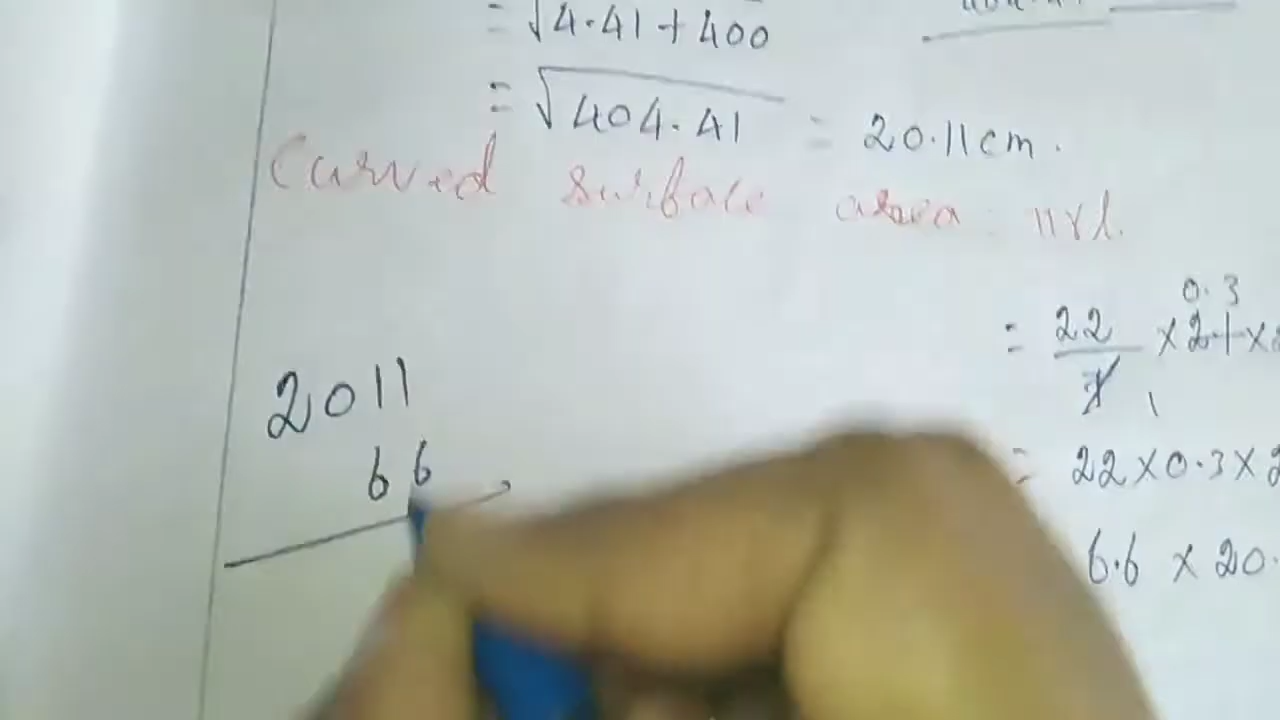 = √4.41 + 400
= √404.41 = 20.11cm.
Curved surface area = πrl.
0.3
= 22/7 × 2.1 ×
1
= 22×0.3×2
6.6 × 20.
2011
66